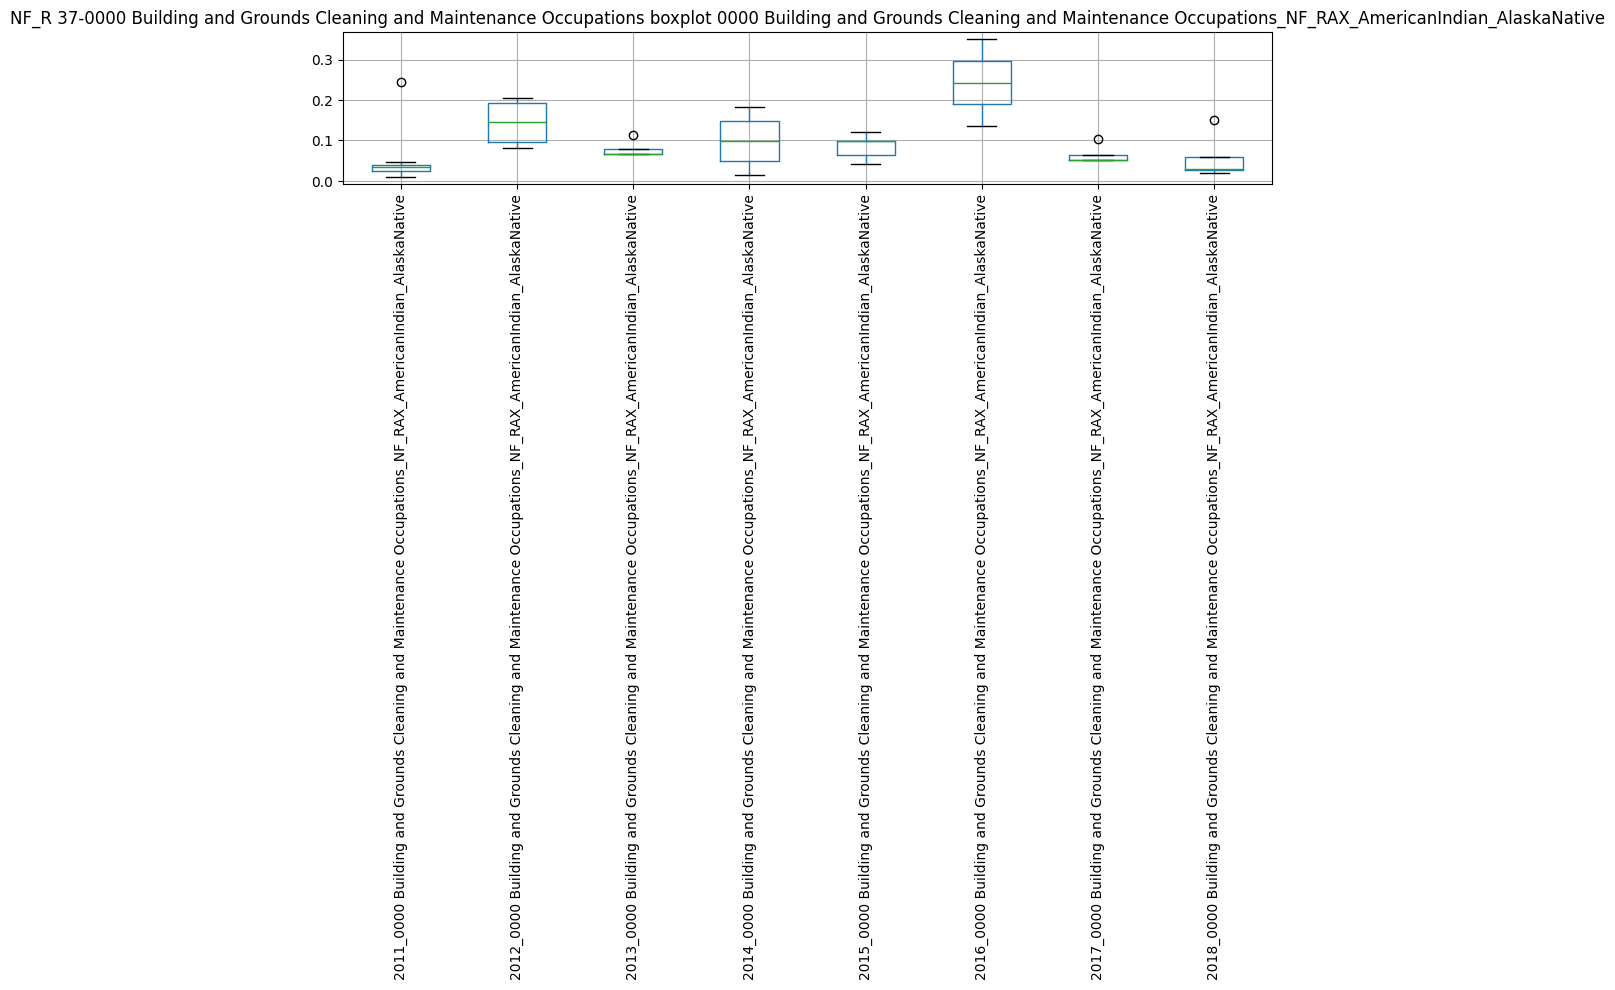 NF_R 37-0000 Building and Grounds Cleaning and Maintenance Occupations boxplot 0000 Building and Grounds Cleaning and Maintenance Occupations_NF_RAX_AmericanIndian_AlaskaNative
0.3
0.2
0.1
0.0
2011_0000 Building and Grounds Cleaning and Maintenance Occupations_NF_RAX_AmericanIndian_AlaskaNative
2012_0000 Building and Grounds Cleaning and Maintenance Occupations_NF_RAX_AmericanIndian_AlaskaNative
2013_0000 Building and Grounds Cleaning and Maintenance Occupations_NF_RAX_AmericanIndian_AlaskaNative
2014_0000 Building and Grounds Cleaning and Maintenance Occupations_NF_RAX_AmericanIndian_AlaskaNative
2015_0000 Building and Grounds Cleaning and Maintenance Occupations_NF_RAX_AmericanIndian_AlaskaNative
2016_0000 Building and Grounds Cleaning and Maintenance Occupations_NF_RAX_AmericanIndian_AlaskaNative
2017_0000 Building and Grounds Cleaning and Maintenance Occupations_NF_RAX_AmericanIndian_AlaskaNative
2018_0000 Building and Grounds Cleaning and Maintenance Occupations_NF_RAX_AmericanIndian_AlaskaNative